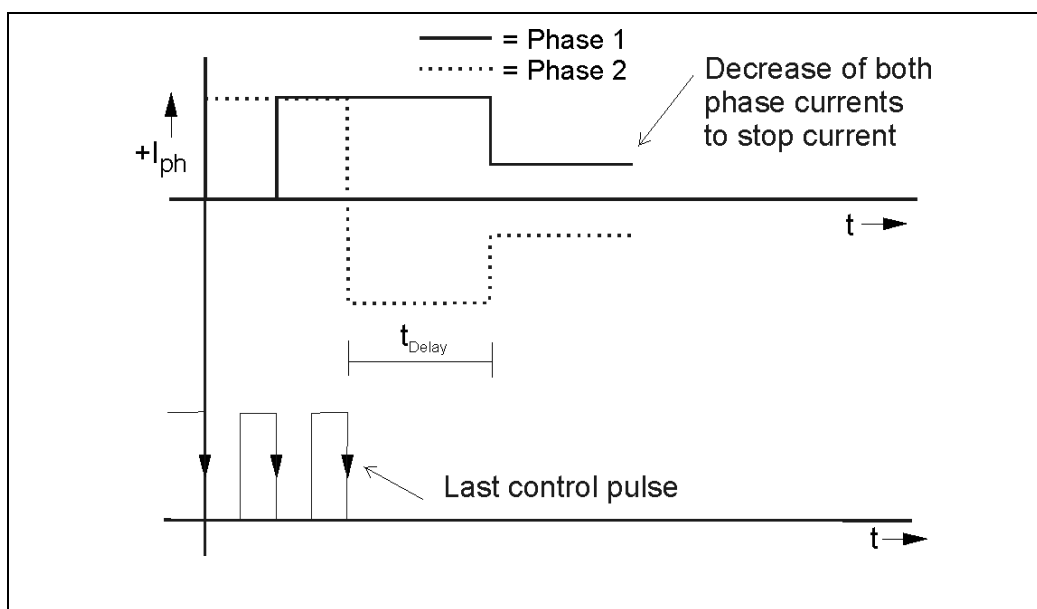 = Phase 1
= Phase 2
Decrease of both
phase currents
to stop current
+Iph
t
tDelay
Last control pulse
t